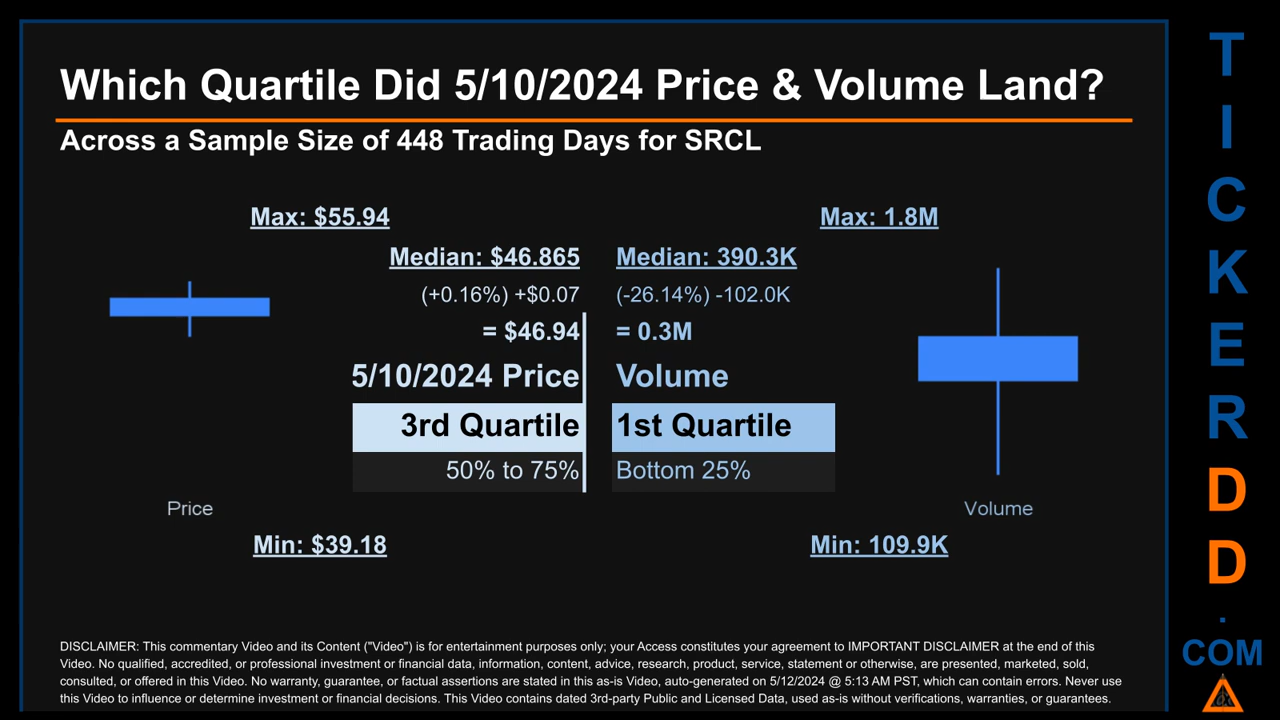 Which Quartile Did 5/10/2024 Price & Volume Land?
Across a Sample Size of 448 Trading Days for SRCL
Max: $55.94
Median: $46.865
(+0.16%) +$0.07
= $46.94
5/10/2024 Price
3rd Quartile
50% to 75%
Price
Min: $39.18
Max: 1.8M
Median: 390.3K
(-26.14%) -102.0K
= 0.3M
Volume
1st Quartile
Bottom 25%
Volume
Min: 109.9K
DISCLAIMER: This commentary Video and its Content ("Video") is for entertainment purposes only; your Access constitutes your agreement to IMPORTANT DISCLAIMER at the end of this
Video. No qualified, accredited, or professional investment or financial data, information, content, advice, research, product, service, statement or otherwise, are presented, marketed, sold,
consulted, or offered in this Video. No warranty, guarantee, or factual assertions are stated in this as-is Video, auto-generated on 5/12/2024 @ 5:13 AM PST, which can contain errors. Never use
this Video to influence or determine investment or financial decisions. This Video contains dated 3rd-party Public and Licensed Data, used as-is without verifications, warranties, or guarantees.
T
I
C
K
E
R
D
D
.
COM